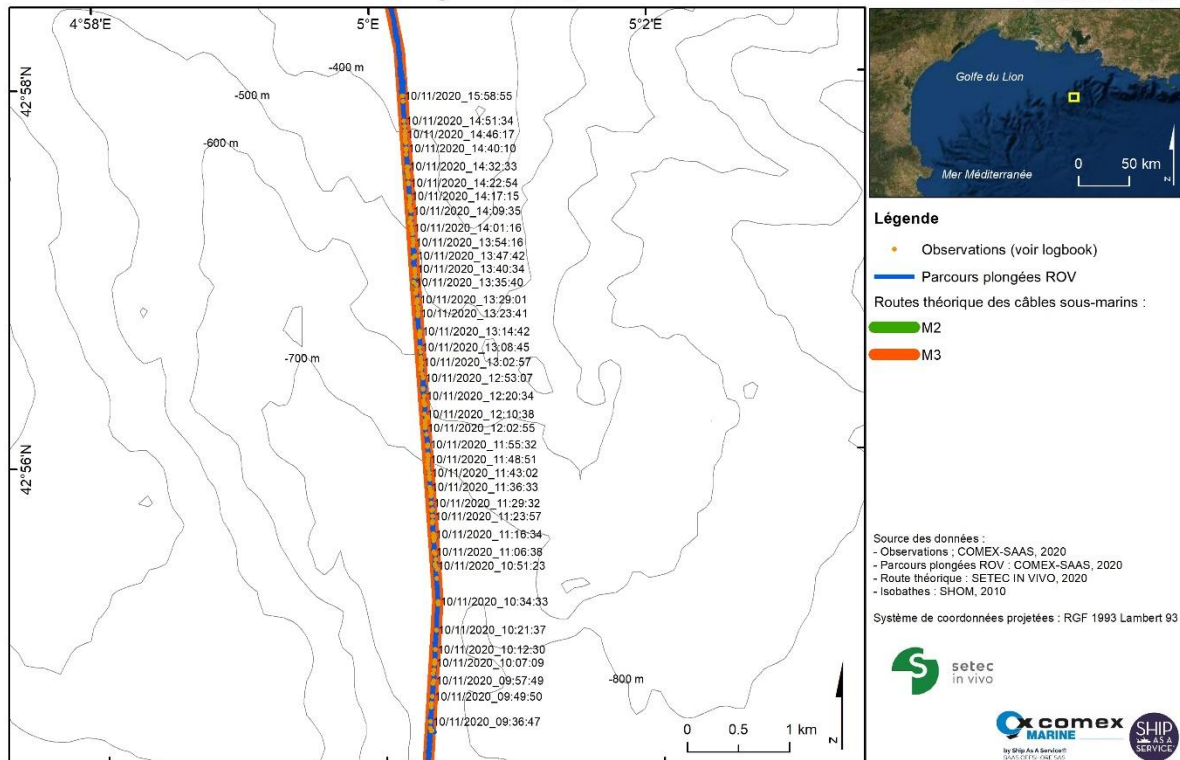 4°58'E
5°E
5°2'E
42°58'N
42°56'N
-400 m
-500 m
-600 m
-700 m
-800 m
10/11/2020_15:58:55
10/11/2020_14:51:34
10/11/2020_14:46:17
10/11/2020_14:40:10
10/11/2020_14:32:33
10/11/2020_14:22:54
10/11/2020_14:17:15
10/11/2020_14:09:35
10/11/2020_14:01:16
10/11/2020_13:54:16
10/11/2020_13:47:42
10/11/2020_13:40:34
10/11/2020_13:35:40
10/11/2020_13:29:01
10/11/2020_13:23:41
10/11/2020_13:14:42
10/11/2020_13:08:45
10/11/2020_13:02:57
10/11/2020_12:53:07
10/11/2020_12:20:34
10/11/2020_12:10:38
10/11/2020_12:02:55
10/11/2020_11:55:32
10/11/2020_11:48:51
10/11/2020_11:43:02
10/11/2020_11:36:33
10/11/2020_11:29:32
10/11/2020_11:23:57
10/11/2020_11:16:34
10/11/2020_11:06:38
10/11/2020_10:51:23
10/11/2020_10:34:33
10/11/2020_10:21:37
10/11/2020_10:12:30
10/11/2020_10:07:09
10/11/2020_09:57:49
10/11/2020_09:49:50
10/11/2020_09:36:47
0 0.5 1 km
N
Golfe du Lion
Mer Méditerranée
0 50 km
N
Légende
Observations (voir logbook)
Parcours plongées ROV
Routes théorique des câbles sous-marins :
M2
M3
Source des données :
- Observations ; COMEX-SAAS, 2020
- Parcours plongées ROV : COMEX-SAAS, 2020
- Route théorique : SETEC IN VIVO, 2020
- Isobathes : SHOM, 2010
Système de coordonnées projetées : RGF 1993 Lambert 93
setec
in vivo
comex
MARINE
by Ship As A Service®
SAAS OFFSHORE SAS
SHIP
AS A
SERVICE